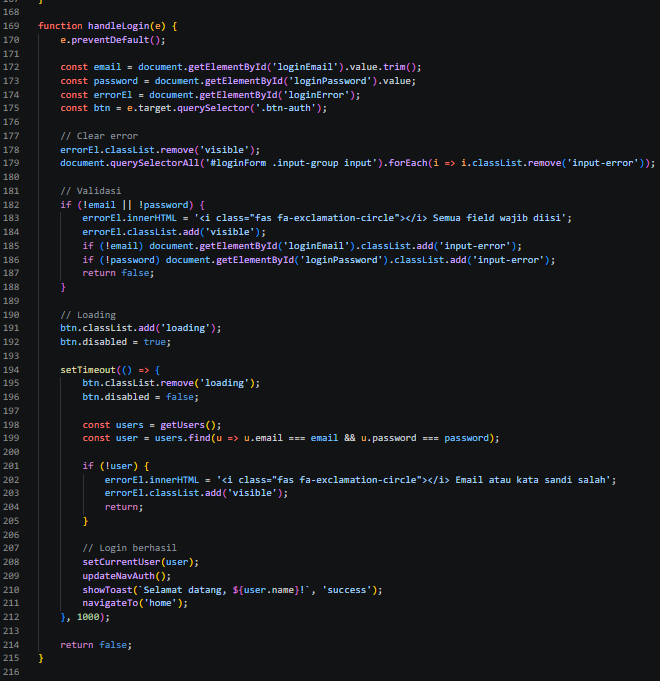 168
169 function handleLogin(e) {
170     e.preventDefault();
171
172     const email = document.getElementById('loginEmail').value.trim();
173     const password = document.getElementById('loginPassword').value;
174     const errorEl = document.getElementById('loginError');
175     const btn = e.target.querySelector('.btn-auth');
176
177     // Clear error
178     errorEl.classList.remove('visible');
179     document.querySelectorAll('#loginForm .input-group input').forEach(i => i.classList.remove('input-error'));
180
181     // Validasi
182     if (!email || !password) {
183         errorEl.innerHTML = '<i class="fas fa-exclamation-circle"></i> Semua field wajib diisi';
184         errorEl.classList.add('visible');
185         if (!email) document.getElementById('loginEmail').classList.add('input-error');
186         if (!password) document.getElementById('loginPassword').classList.add('input-error');
187         return false;
188     }
189
190     // Loading
191     btn.classList.add('loading');
192     btn.disabled = true;
193
194     setTimeout(() => {
195         btn.classList.remove('loading');
196         btn.disabled = false;
197
198         const users = getUsers();
199         const user = users.find(u => u.email === email && u.password === password);
200
201         if (!user) {
202             errorEl.innerHTML = '<i class="fas fa-exclamation-circle"></i> Email atau kata sandi salah';
203             errorEl.classList.add('visible');
204             return;
205         }
206
207         // Login berhasil
208         setCurrentUser(user);
209         updateNavAuth();
210         showToast(`Selamat datang, ${user.name}!`, 'success');
211         navigateTo('home');
212     }, 1000);
213
214     return false;
215 }
216